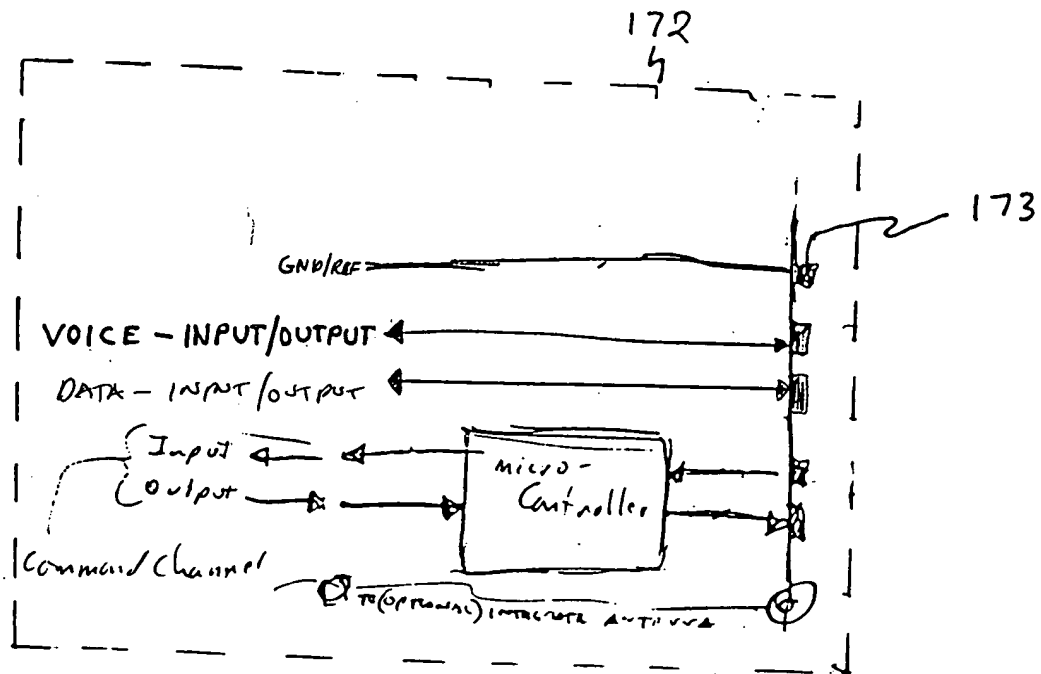 172
173
GND/REF
VOICE - INPUT/OUTPUT
DATA - INPUT/OUTPUT
Input
Output
micro-
Controller
Command Channel
TO (OPTIONAL) ANTENNA